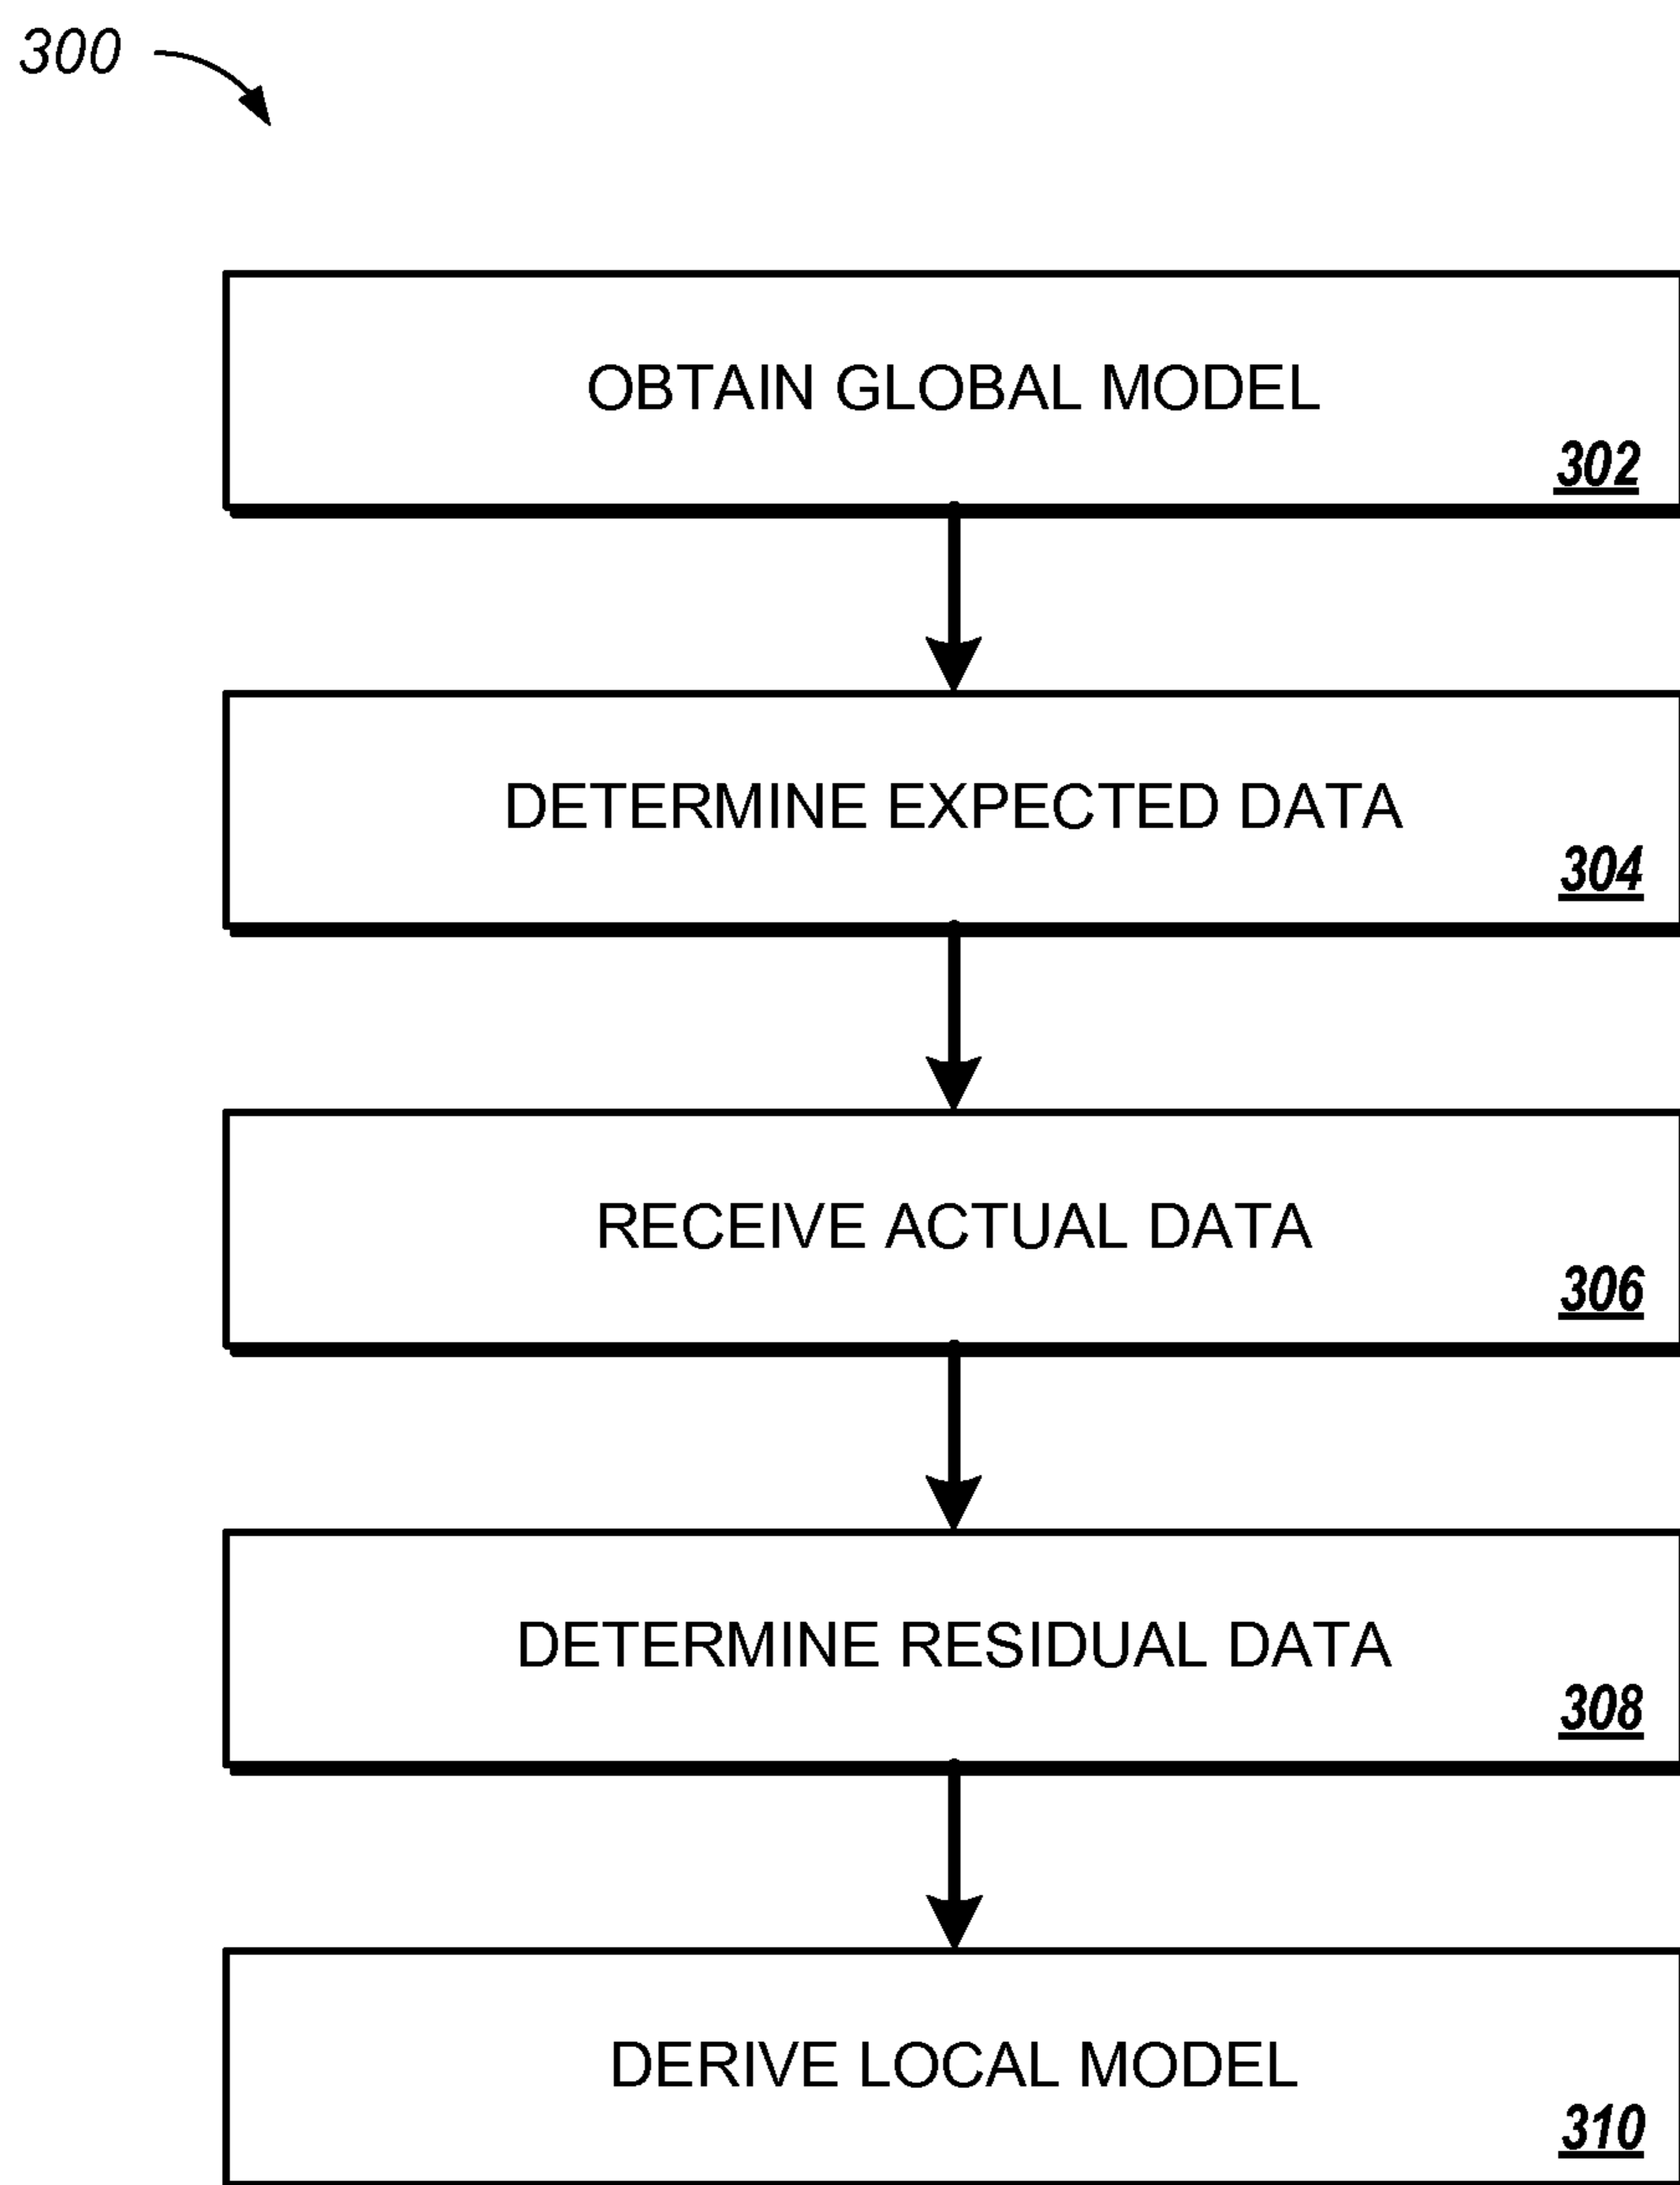 300
OBTAIN GLOBAL MODEL
302
DETERMINE EXPECTED DATA
304
RECEIVE ACTUAL DATA
306
DETERMINE RESIDUAL DATA
308
DERIVE LOCAL MODEL
310